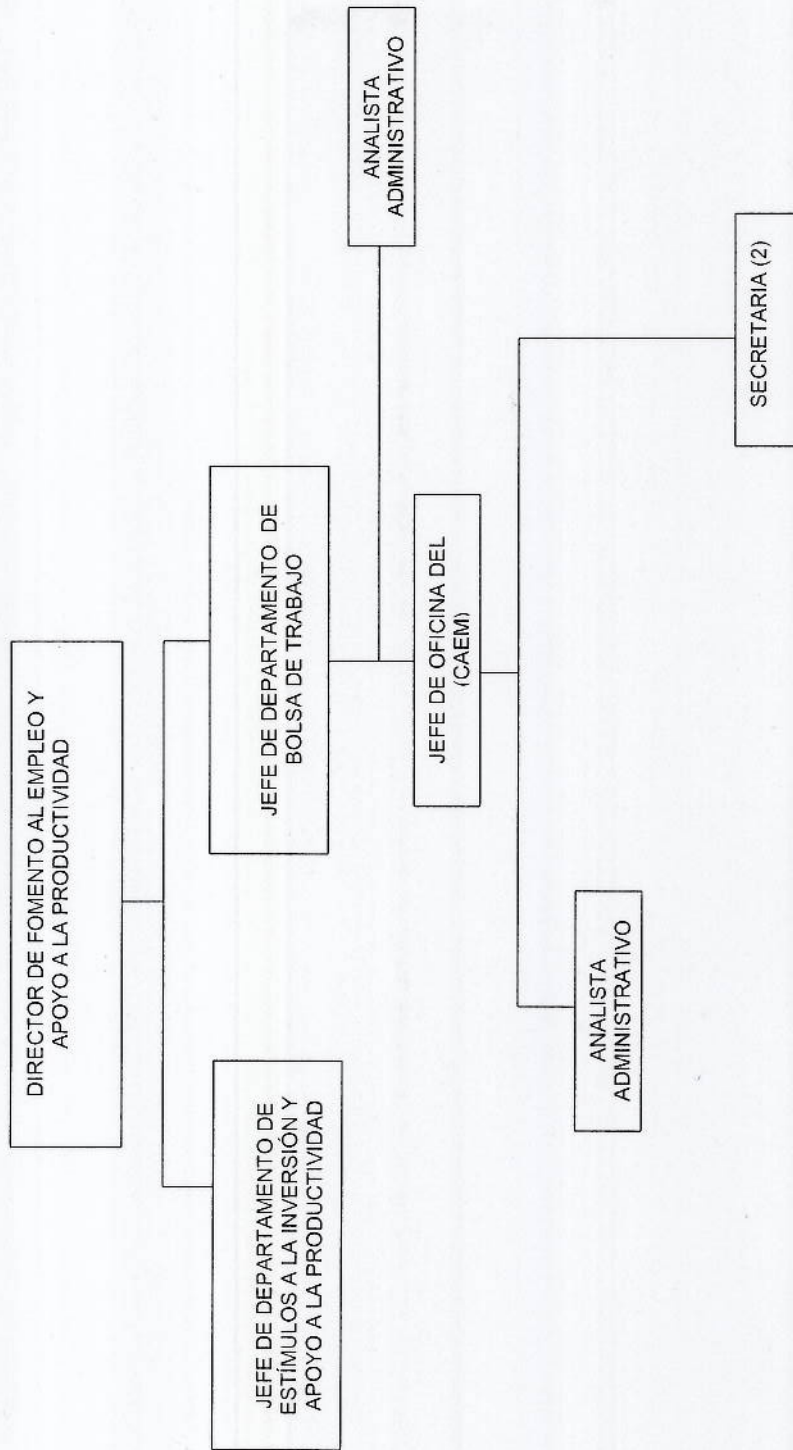 DIRECTOR DE FOMENTO AL EMPLEO Y
APOYO A LA PRODUCTIVIDAD
JEFE DE DEPARTAMENTO DE
ESTÍMULOS A LA INVERSIÓN Y
APOYO A LA PRODUCTIVIDAD
JEFE DE DEPARTAMENTO DE
BOLSA DE TRABAJO
ANALISTA
ADMINISTRATIVO
JEFE DE OFICINA DEL
(CAEM)
ANALISTA
ADMINISTRATIVO
SECRETARIA (2)